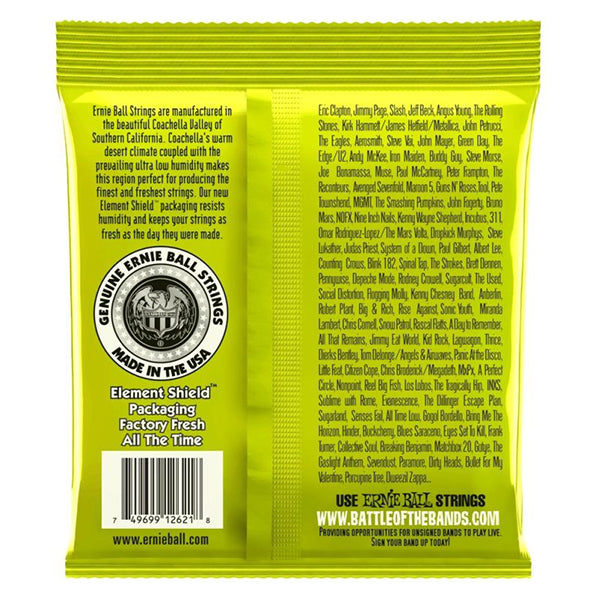 Ernie Ball Strings are manufactured in
the beautiful Coachella Valley of
Southern California. Coachella's warm
desert climate coupled with the
prevailing ultra low humidity makes
this region perfect for producing the
finest and freshest strings. Our new
Element Shield™ packaging resists
humidity and keeps your strings as
fresh as the day they were made.
GENUINE ERNIE BALL STRINGS
MADE IN THE USA
Element Shield™
Packaging
Factory Fresh
All The Time
7 49699 12621 8
www.ernieball.com
Eric Clapton, Jimmy Page, Slash, Jeff Beck, Angus Young, The Rolling
Stones, Kirk Hammett/James Hetfield/Metallica, John Petrucci,
The Eagles, Aerosmith, Steve Vai, John Mayer, Green Day, The
Edge/U2, Andy McKee, Iron Maiden, Buddy Guy, Steve Morse,
Joe Bonamassa, Muse, Paul McCartney, Peter Frampton, The
Raconteurs, Avenged Sevenfold, Maroon 5, Guns N' Roses, Tool, Pete
Townshend, MGMT, The Smashing Pumpkins, John Fogerty, Bruno
Mars, NOFX, Nine Inch Nails, Kenny Wayne Shepherd, Incubus, 311,
Omar Rodriguez-Lopez/The Mars Volta, Dropkick Murphys, Steve
Lukather, Judas Priest, System of a Down, Paul Gilbert, Albert Lee,
Counting Crows, Blink 182, Spinal Tap, The Strokes, Brett Dennen,
Pennywise, Depeche Mode, Rodney Crowell, Sugarcult, The Used,
Social Distortion, Flogging Molly, Kenny Chesney Band, Anberlin,
Robert Plant, Big & Rich, Rise Against, Sonic Youth, Miranda
Lambert, Chris Cornell, Snow Patrol, Rascal Flatts, A Day to Remember,
All That Remains, Jimmy Eat World, Kid Rock, Lagwagon, Thrice,
Dierks Bentley, Tom Delonge/Angels & Airwaves, Panic At the Disco,
Little Feat, Citizen Cope, Chris Broderick/Megadeth, MxPx, A Perfect
Circle, Nonpoint, Reel Big Fish, Los Lobos, The Tragically Hip, INXS,
Sublime with Rome, Evanescence, The Dillinger Escape Plan,
Sugarland, Senses Fail, All Time Low, Gogol Bordello, Bring Me The
Horizon, Hinder, Buckcherry, Blues Saraceno, Eyes Set To Kill, Frank
Turner, Collective Soul, Breaking Benjamin, Matchbox 20, Gotye, The
Gaslight Anthem, Sevendust, Paramore, Dirty Heads, Bullet For My
Valentine, Porcupine Tree, Dweezil Zappa...
USE ERNIE BALL STRINGS
WWW.BATTLEOFTHEBANDS.COM
PROVIDING OPPORTUNITIES FOR UNSIGNED BANDS TO PLAY LIVE.
SIGN YOUR BAND UP TODAY!